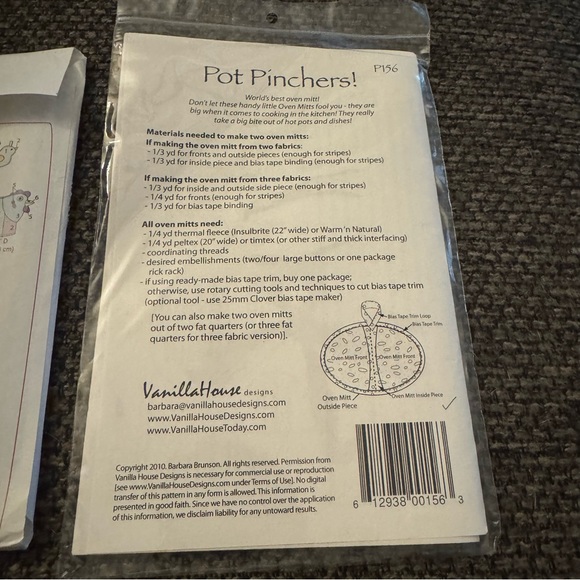 Pot Pinchers! P156
World's best oven mitt!
Don't let these handy little Oven Mitts fool you - they are
big when it comes to cooking in the kitchen! They really
take a big bite out of hot pots and dishes!
Materials needed to make two oven mitts:
If making the oven mitt from two fabrics:
- 1/3 yd for fronts and outside pieces (enough for stripes)
- 1/3 yd for inside piece and bias tape binding (enough for stripes)
If making the oven mitt from three fabrics:
- 1/3 yd for inside and outside side piece (enough for stripes)
- 1/4 yd for fronts (enough for stripes)
- 1/3 yd for bias tape binding
All oven mitts need:
- 1/4 yd thermal fleece (Insulbrite (22" wide) or Warm'n Natural)
- 1/4 yd peltex (20" wide) or timtex (or other stiff and thick interfacing)
- coordinating threads
- desired embellishments (two/four large buttons or one package
rick rack)
- if using ready-made bias tape trim, buy one package;
otherwise, use rotary cutting tools and techniques to cut bias tape trim
(optional tool - use 25mm Clover bias tape maker)
[You can also make two oven mitts
out of two fat quarters (or three fat
quarters for three fabric version)].
Bias Tape Trim Loop
Bias Tape Trim
Oven Mitt Front Oven Mitt Front
Oven Mitt Inside Piece
Oven Mitt
Outside Piece
VanillaHouse designs
barbara@vanillahousedesigns.com
www.VanillaHouseDesigns.com
www.VanillaHouseToday.com
Copyright 2010. Barbara Brunson. All rights reserved. Permission from
Vanilla House Designs is necessary for commercial use or reproduction
(see www.VanillaHouseDesigns.com under Terms of Use). No digital
transfer of this pattern in any form is allowed. This information is
presented in good faith. Since we have no control over the application
of this information, we disclaim liability for any untoward results.
6 12938 00156 3